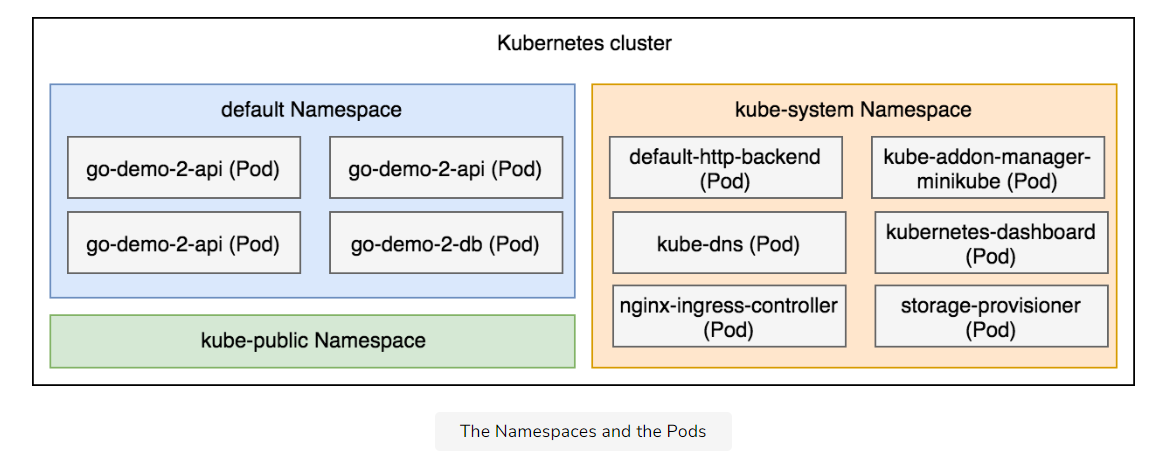 Kubernetes cluster
default Namespace
go-demo-2-api (Pod)
go-demo-2-api (Pod)
go-demo-2-api (Pod)
go-demo-2-db (Pod)
kube-public Namespace
kube-system Namespace
default-http-backend
(Pod)
kube-addon-manager-
minikube (Pod)
kube-dns (Pod)
kubernetes-dashboard
(Pod)
nginx-ingress-controller
(Pod)
storage-provisioner
(Pod)
The Namespaces and the Pods